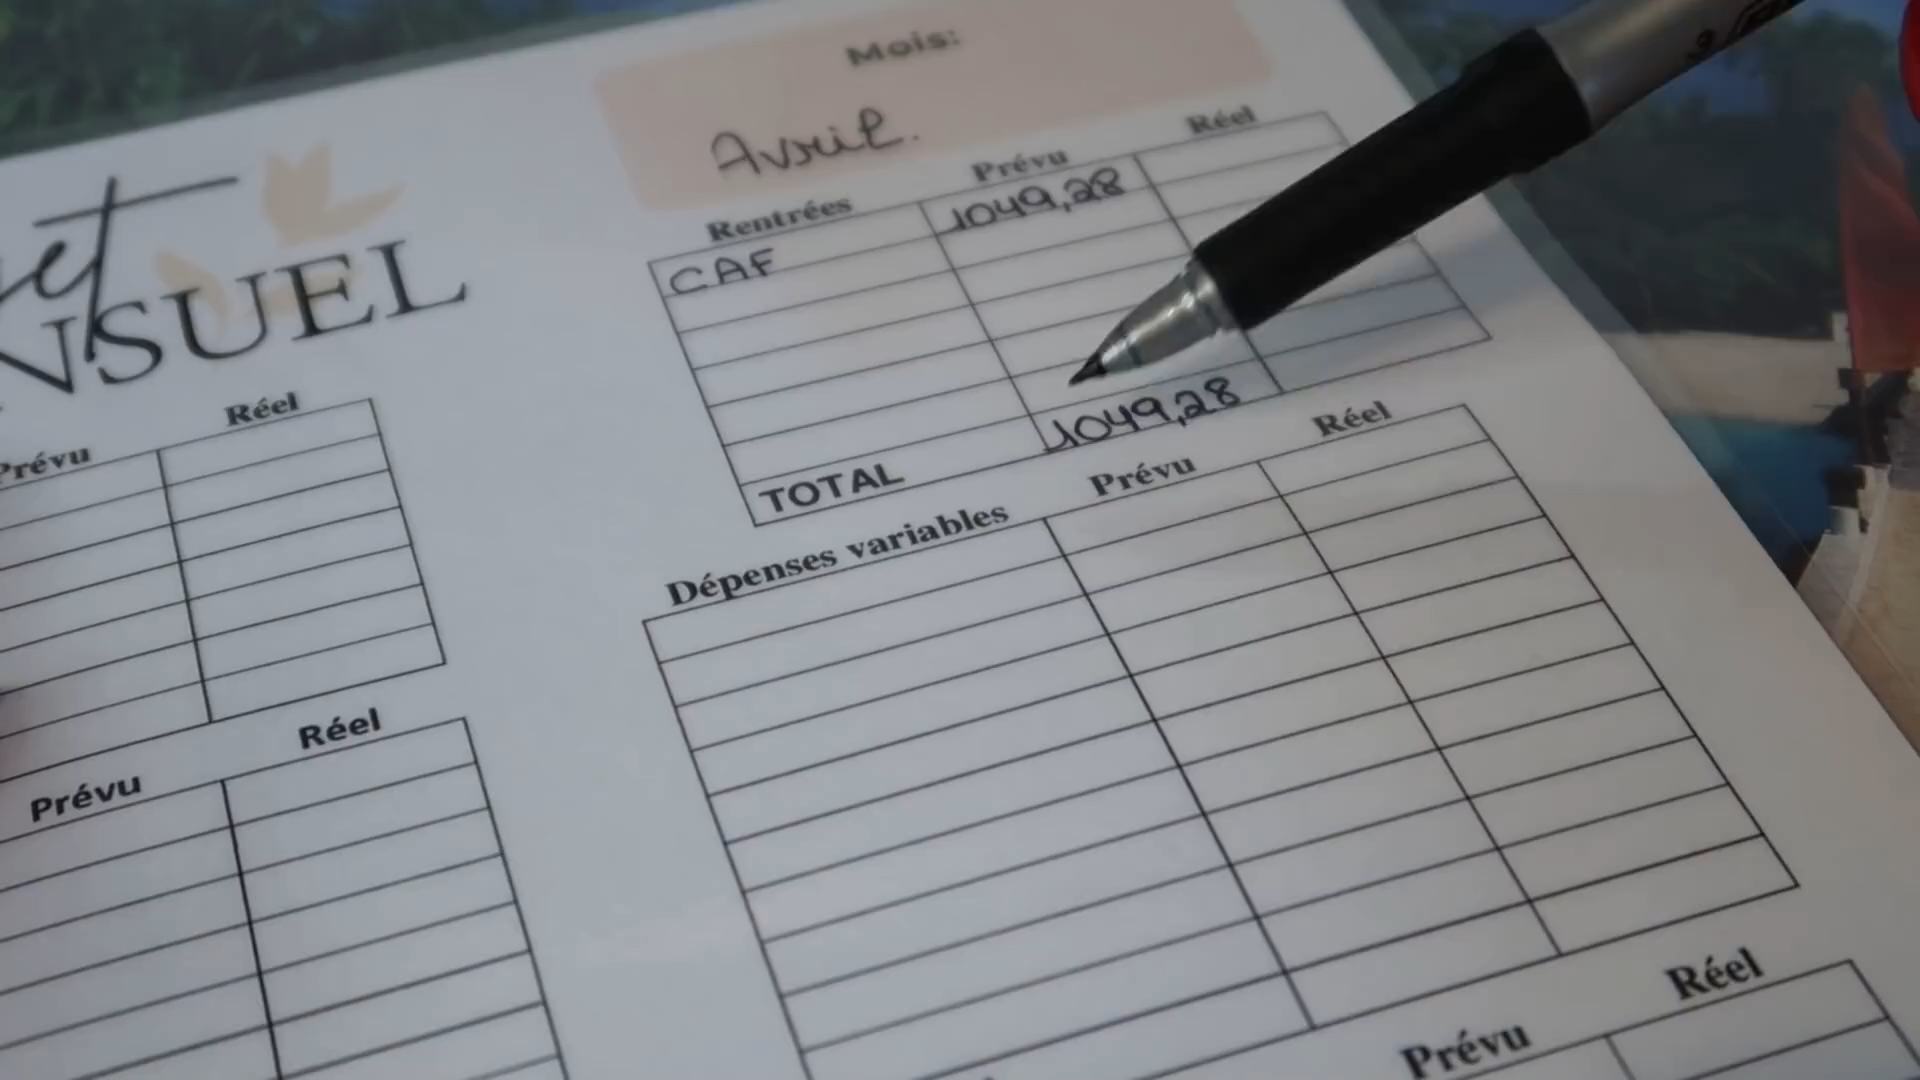 Mois:
Avril.
Rentrées Prévu Réel
CAF 1049,28
TOTAL 1049,28
Dépenses variables Prévu Réel
Prévu Réel
NSUEL
Prévu Réel
Prévu Réel